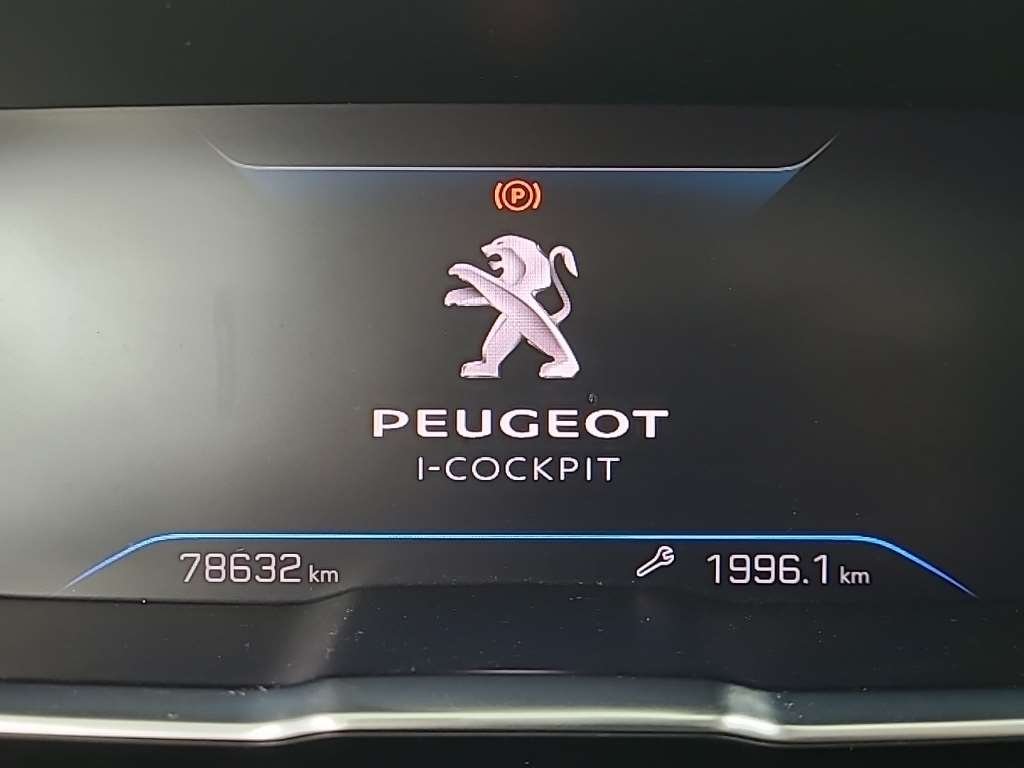 P
PEUGEOT
I-COCKPIT
78632 km
1996.1 km